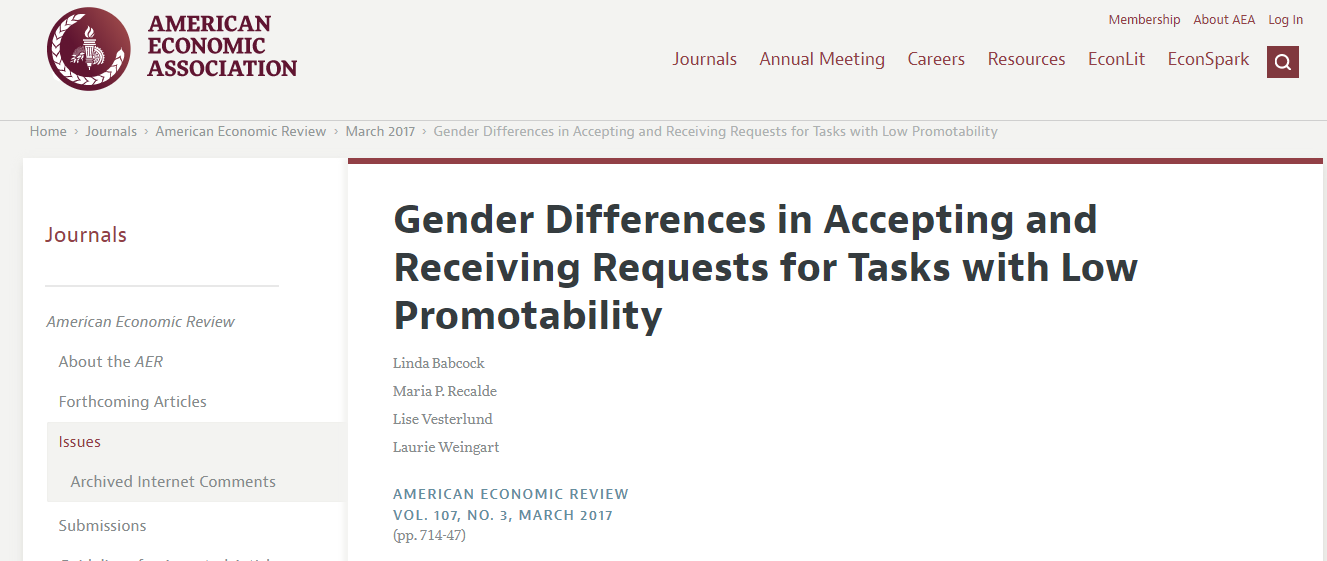 AMERICAN
ECONOMIC
ASSOCIATION
Membership About AEA Log In
Journals Annual Meeting Careers Resources EconLit EconSpark
Home › Journals › American Economic Review › March 2017 › Gender Differences in Accepting and Receiving Requests for Tasks with Low Promotability
Journals
American Economic Review
About the AER
Forthcoming Articles
Issues
Archived Internet Comments
Submissions
Gender Differences in Accepting and
Receiving Requests for Tasks with Low
Promotability
Linda Babcock
Maria P. Recalde
Lise Vesterlund
Laurie Weingart
AMERICAN ECONOMIC REVIEW
VOL. 107, NO. 3, MARCH 2017
(pp. 714-47)